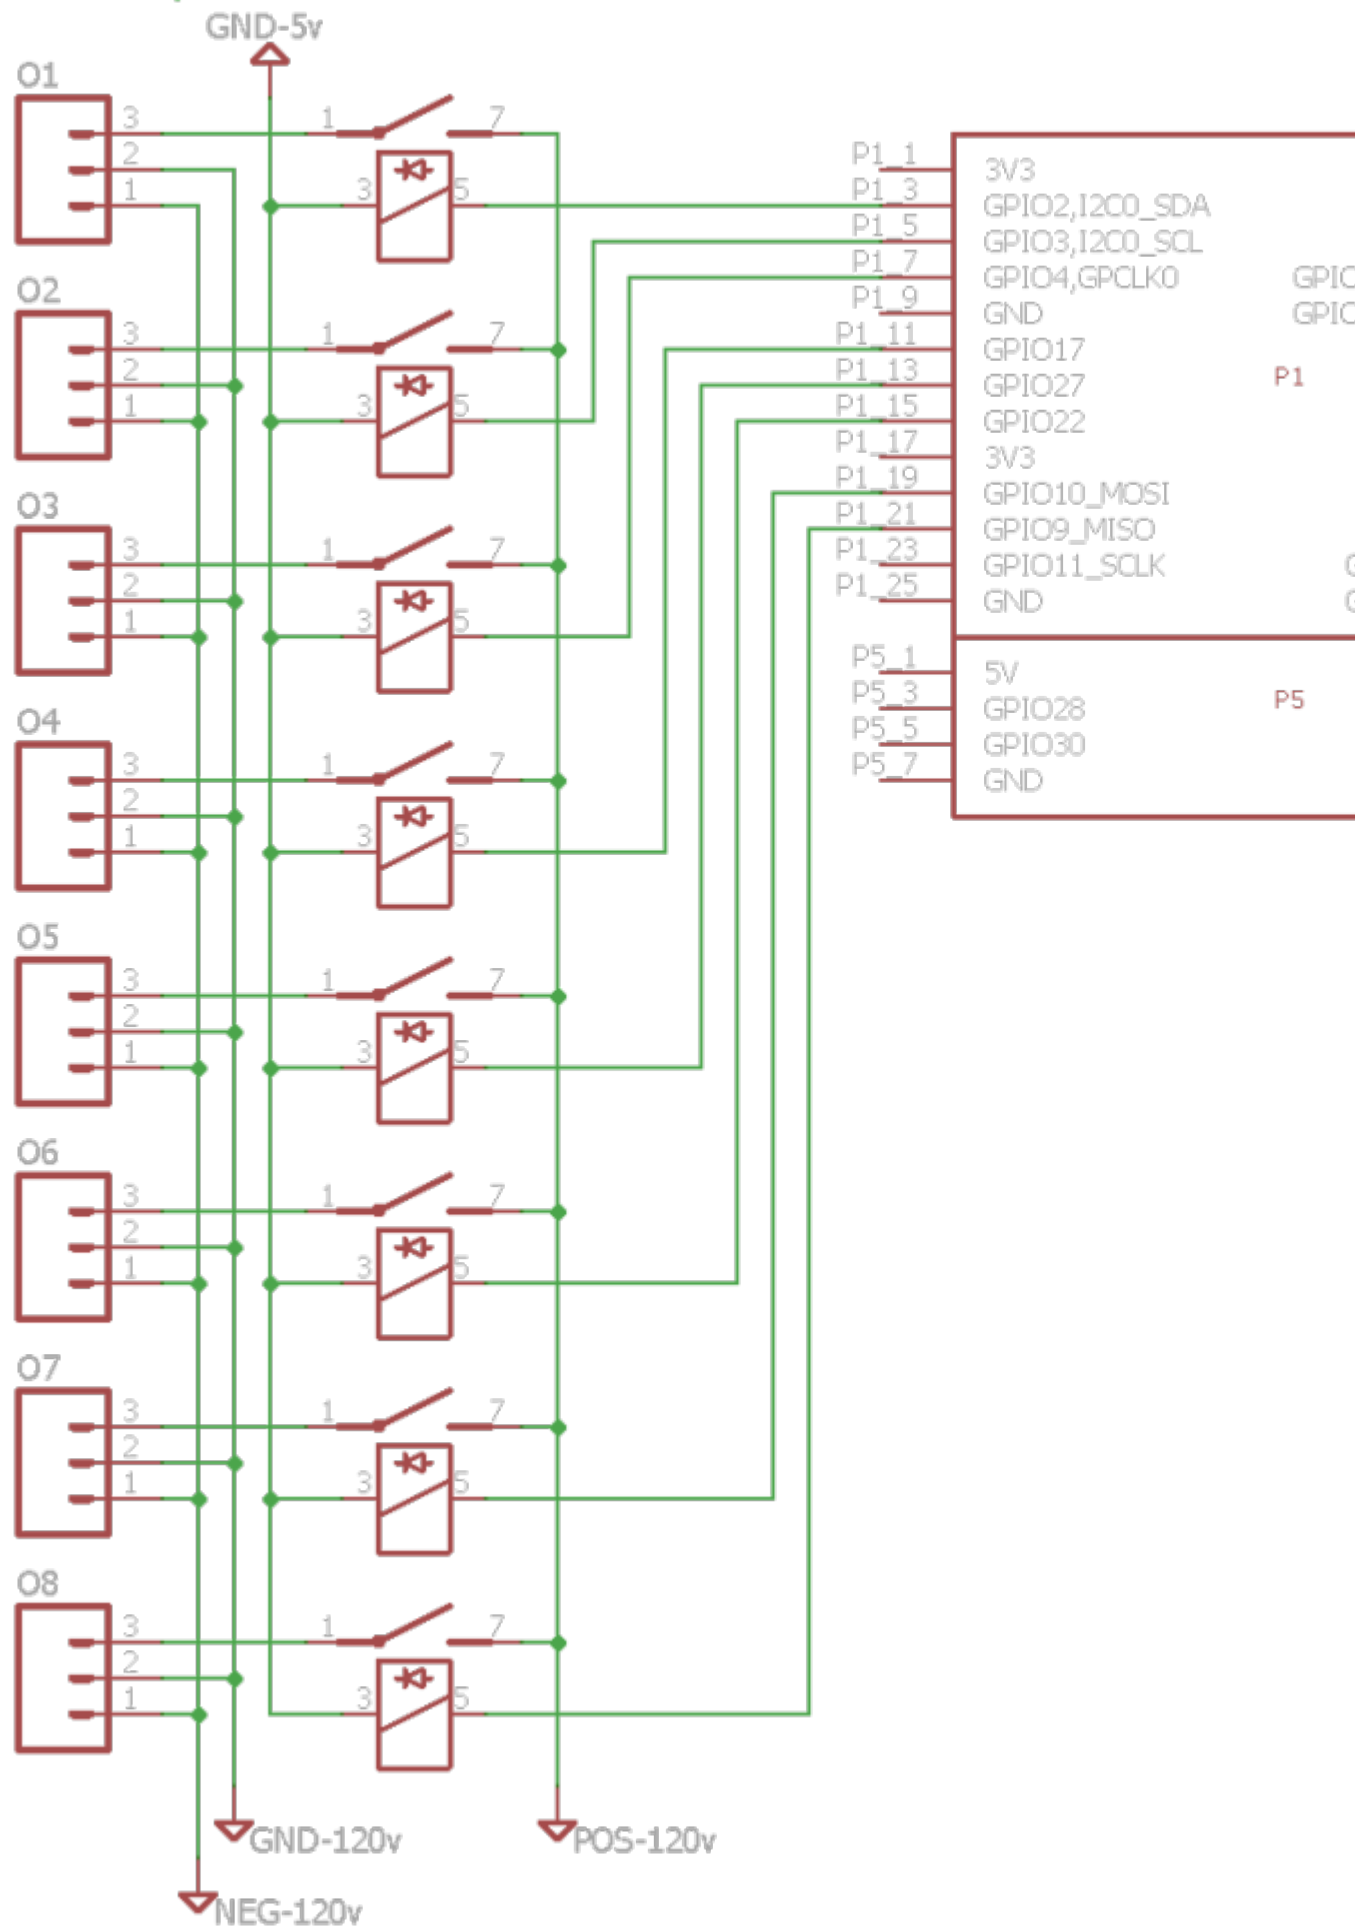 GND-5v
O1
3
2
1
1
7
3
5
O2
3
2
1
1
7
3
5
O3
3
2
1
1
7
3
5
O4
3
2
1
1
7
3
5
O5
3
2
1
1
7
3
5
O6
3
2
1
1
7
3
5
O7
3
2
1
1
7
3
5
O8
3
2
1
1
7
3
5
GND-120v
POS-120v
NEG-120v
P1_1 3V3
P1_3 GPIO2,I2C0_SDA
P1_5 GPIO3,I2C0_SCL
P1_7 GPIO4,GPCLK0 GPIO
P1_9 GND GPIO
P1_11 GPIO17
P1
P1_13 GPIO27
P1_15 GPIO22
P1_17 3V3
P1_19 GPIO10_MOSI
P1_21 GPIO9_MISO
P1_23 GPIO11_SCLK
P1_25 GND
P5_1 5V
P5
P5_3 GPIO28
P5_5 GPIO30
P5_7 GND